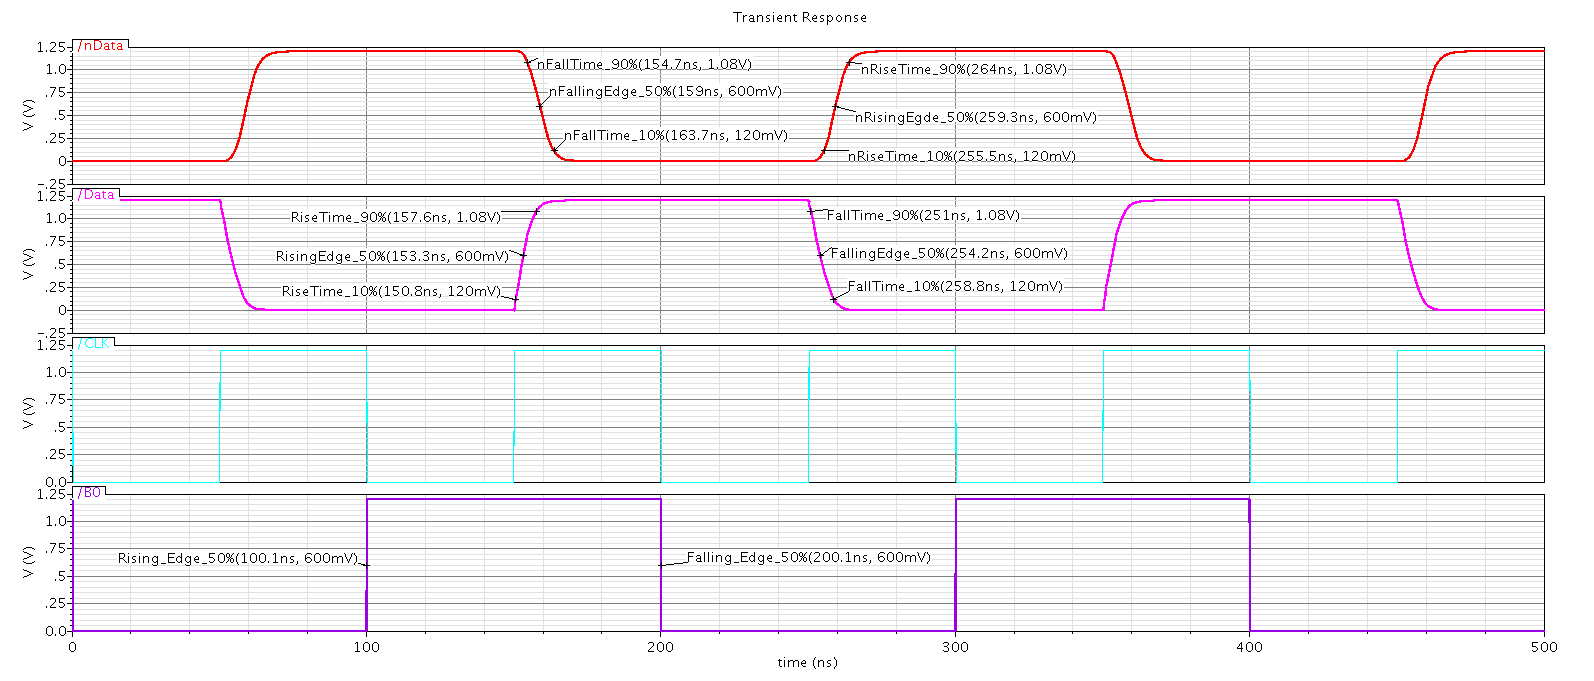 Transient Response
/nData
1.25
1.0
.75
.5
.25
0
-.25
V (V)
nFallTime_90%(154.7ns, 1.08V)
nFallingEdge_50%(159ns, 600mV)
nFallTime_10%(163.7ns, 120mV)
nRiseTime_90%(264ns, 1.08V)
nRisingEgde_50%(259.3ns, 600mV)
nRiseTime_10%(255.5ns, 120mV)
/Data
1.25
1.0
.75
.5
.25
0
-.25
V (V)
RiseTime_90%(157.6ns, 1.08V)
RisingEdge_50%(153.3ns, 600mV)
RiseTime_10%(150.8ns, 120mV)
FallTime_90%(251ns, 1.08V)
FallingEdge_50%(254.2ns, 600mV)
FallTime_10%(258.8ns, 120mV)
/CLK
1.25
1.0
.75
.5
.25
0.0
V (V)
/B0
1.25
1.0
.75
.5
.25
0.0
V (V)
Rising_Edge_50%(100.1ns, 600mV)
Falling_Edge_50%(200.1ns, 600mV)
0 100 200 300 400 500
time (ns)